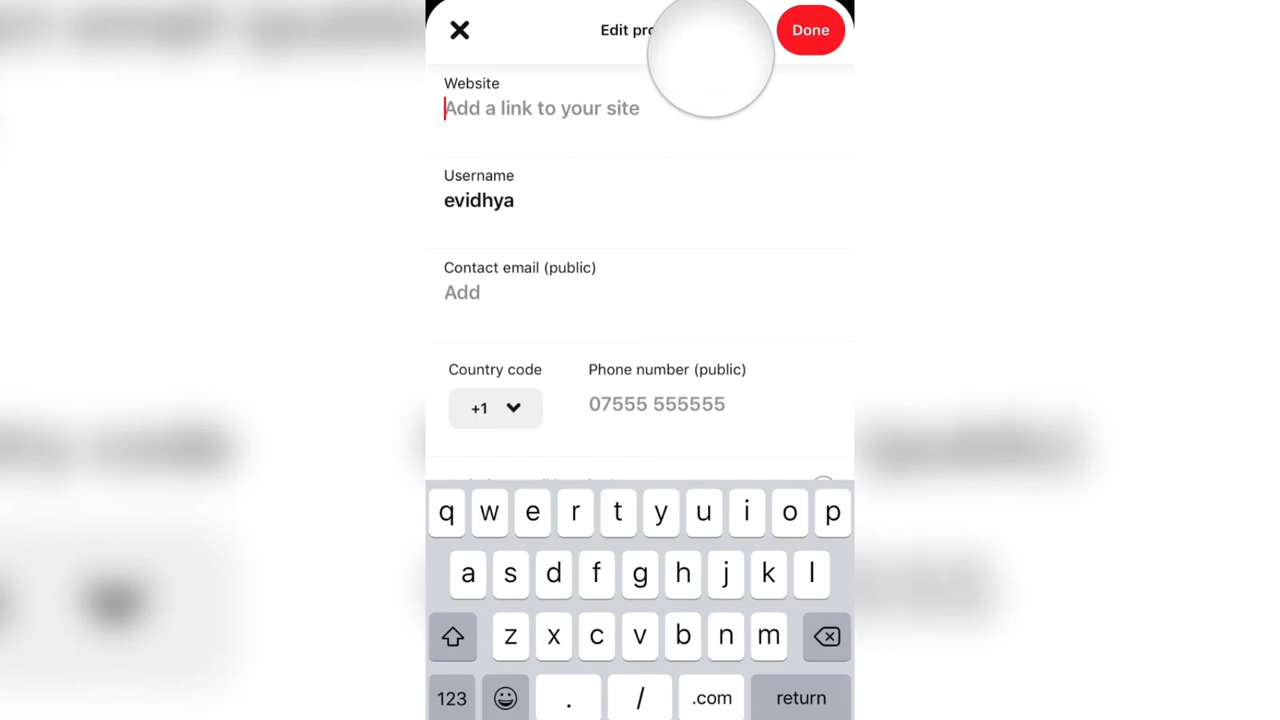 Edit pro
Done
Website
Add a link to your site
Username
evidhya
Contact email (public)
Add
Country code
Phone number (public)
+1
07555 555555
q w e r t y u i o p
a s d f g h j k l
z x c v b n m
123 . / .com return